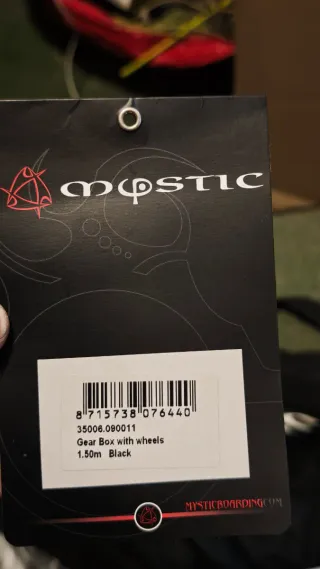 mystic
8 715738 076440
35006.090011
Gear Box with wheels
1.50m Black
MYSTICBOARDING.COM